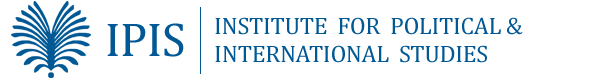 IPIS
INSTITUTE FOR POLITICAL &
INTERNATIONAL STUDIES